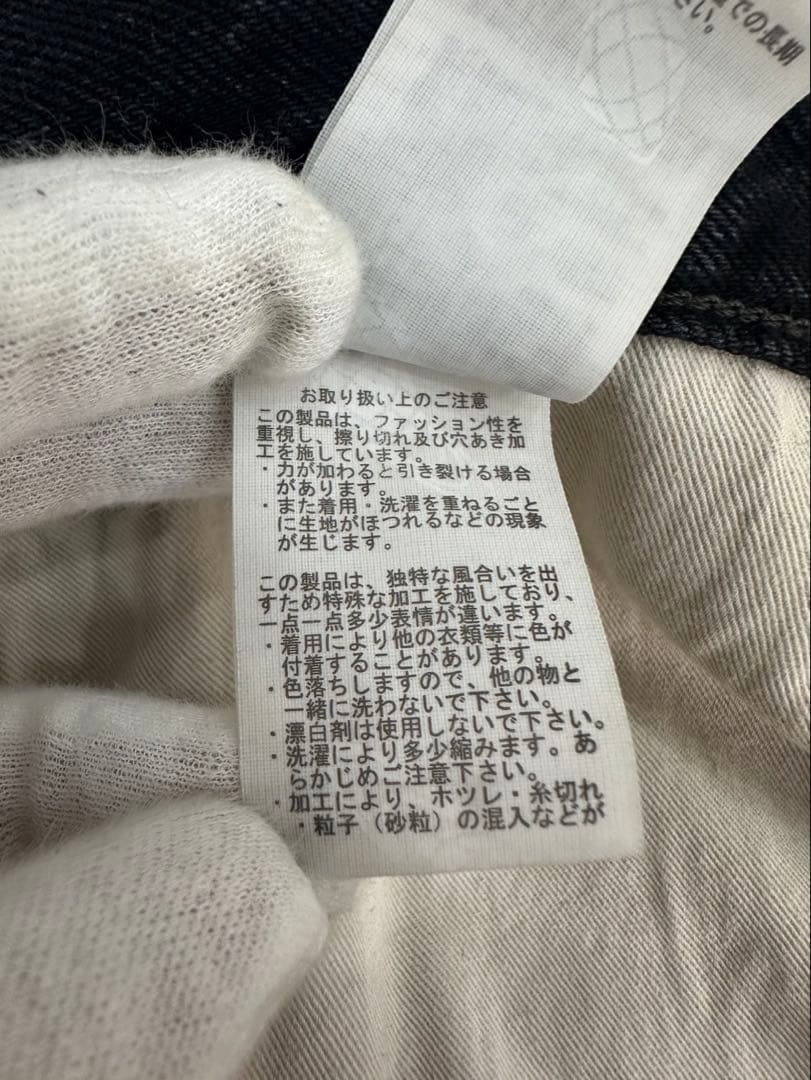 での長期
さい。
お取り扱い上のご注意
この製品は、ファッション性を
重視し、擦り切れ及び穴あき加
工を施しています。
・力が加わると引き裂ける場合
があります。
・また着用・洗濯を重ねるごと
に生地がほつれるなどの現象
が生じます。
この製品は、独特な風合いを出
すため特殊な加工を施しており、
一点一点多少表情が違います。
・着用により他の衣類等に色が
付着することがあります。
・色落ちしますので、他の物と
一緒に洗わないで下さい。
・漂白剤は使用しないで下さい。
・洗濯により多少縮みます。あ
らかじめご注意下さい。
・加工により、ホツレ・糸切れ
・粒子（砂粒）の混入などが